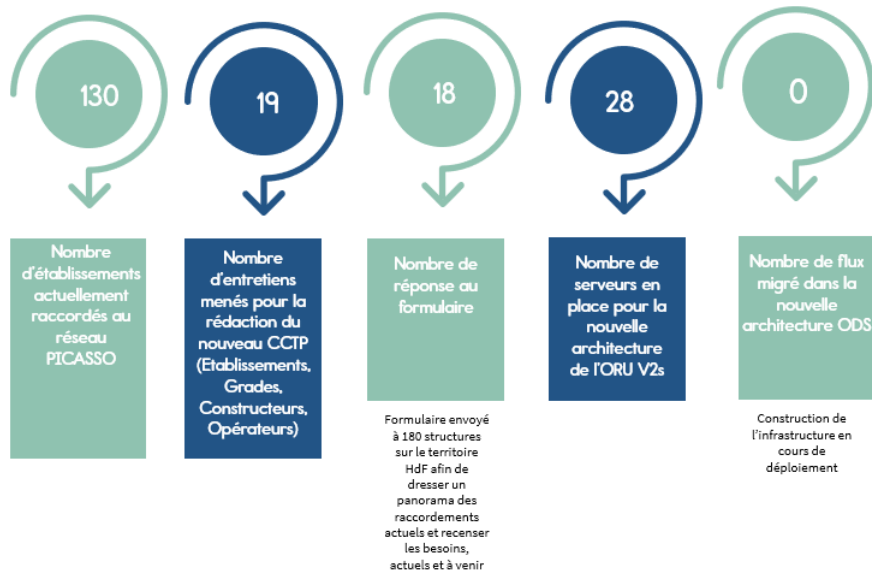 130
19
18
28
0
Nombre
d'établissements
actuellement
raccordés au
réseau
PICASSO
Nombre
d'entretiens
menés pour la
rédaction du
nouveau CCTP
(Etablissements,
Grades,
Constructeurs,
Opérateurs)
Nombre de
réponse au
formulaire
Formulaire envoyé
à 180 structures
sur le territoire
HdF afin de
dresser un
panorama des
raccordements
actuels et recenser
les besoins,
actuels et à venir
Nombre de
serveurs en
place pour la
nouvelle
architecture
de l'ORU V2s
Nombre de flux
migré dans la
nouvelle
architecture ODS
Construction de
l'infrastructure en
cours de
déploiement